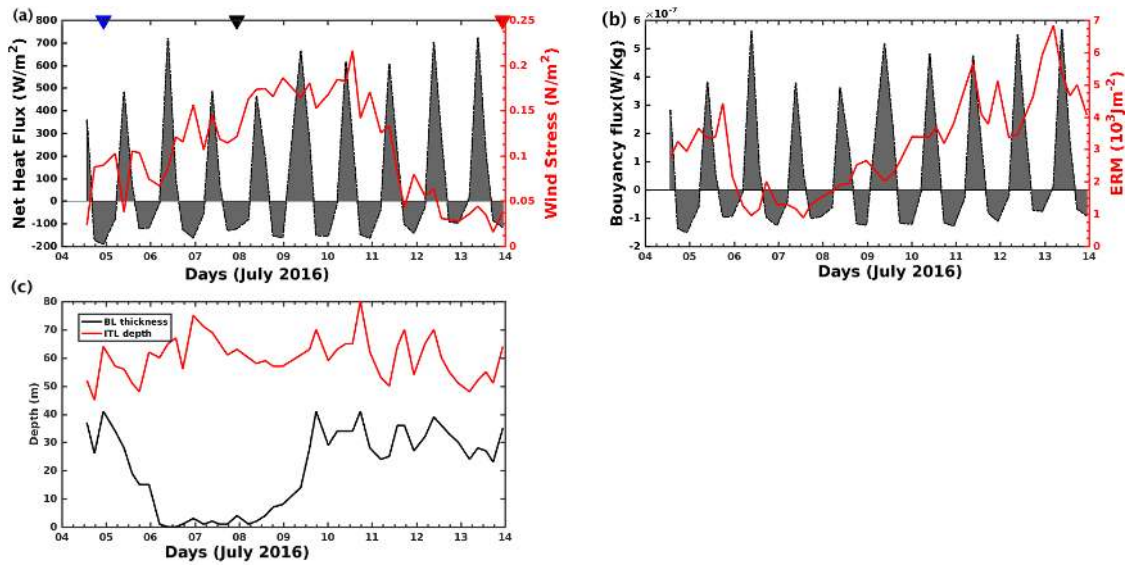 (a)
800
700
600
500
400
300
200
100
0
-100
-200
Net Heat Flux (W/m²)
0.25
0.2
0.15
0.1
0.05
0
Wind Stress (N/m²)
04 05 06 07 08 09 10 11 12 13 14
Days (July 2016)
(b)
×10⁻⁷
6
5
4
3
2
1
0
-1
-2
Bouyancy flux(W/Kg)
7
6
5
4
3
2
1
0
ERM (10³Jm⁻²)
04 05 06 07 08 09 10 11 12 13 14
Days (July 2016)
(c)
80
70
60
50
40
30
20
10
0
Depth (m)
BL thickness
ITL depth
04 05 06 07 08 09 10 11 12 13 14
Days (July 2016)